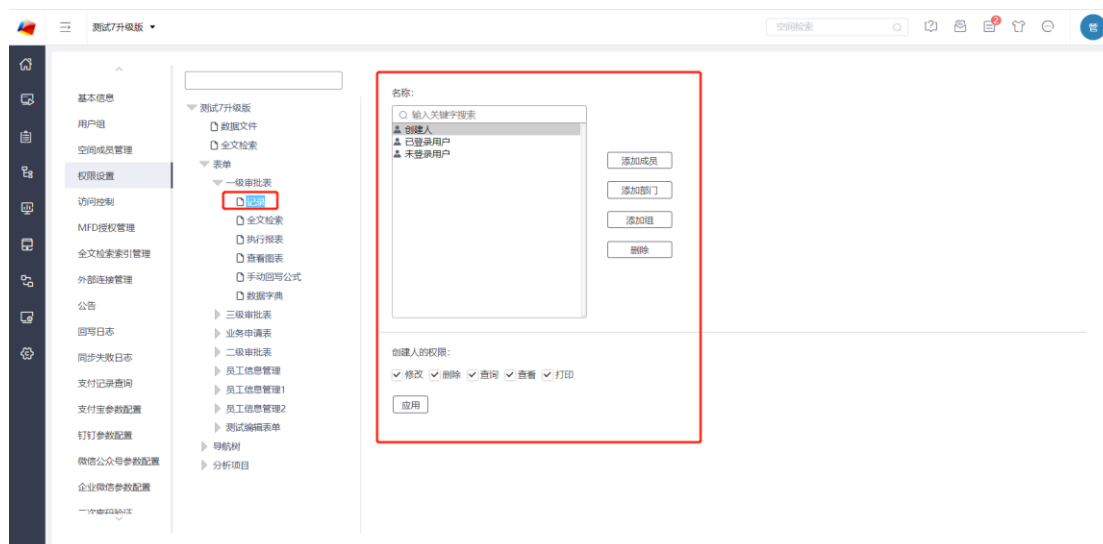 测试7升级版
空间检索
2
管
基本信息
用户组
空间成员管理
权限设置
访问控制
MFD授权管理
全文检索索引管理
外部连接管理
公告
回写日志
同步失败日志
支付记录查询
支付宝参数配置
钉钉参数配置
微信公众号参数配置
企业微信参数配置
二次密码验证
测试7升级版
数据文件
全文检索
表单
一级审批表
记录
全文检索
执行报表
查看图表
手动回写公式
数据字典
三级审批表
业务申请表
二级审批表
员工信息管理
员工信息管理1
员工信息管理2
测试编辑表单
导航树
分析项目
名称:
输入关键字搜索
创建人
已登录用户
未登录用户
添加成员
添加部门
添加组
删除
创建人的权限:
修改 删除 查询 查看 打印
应用